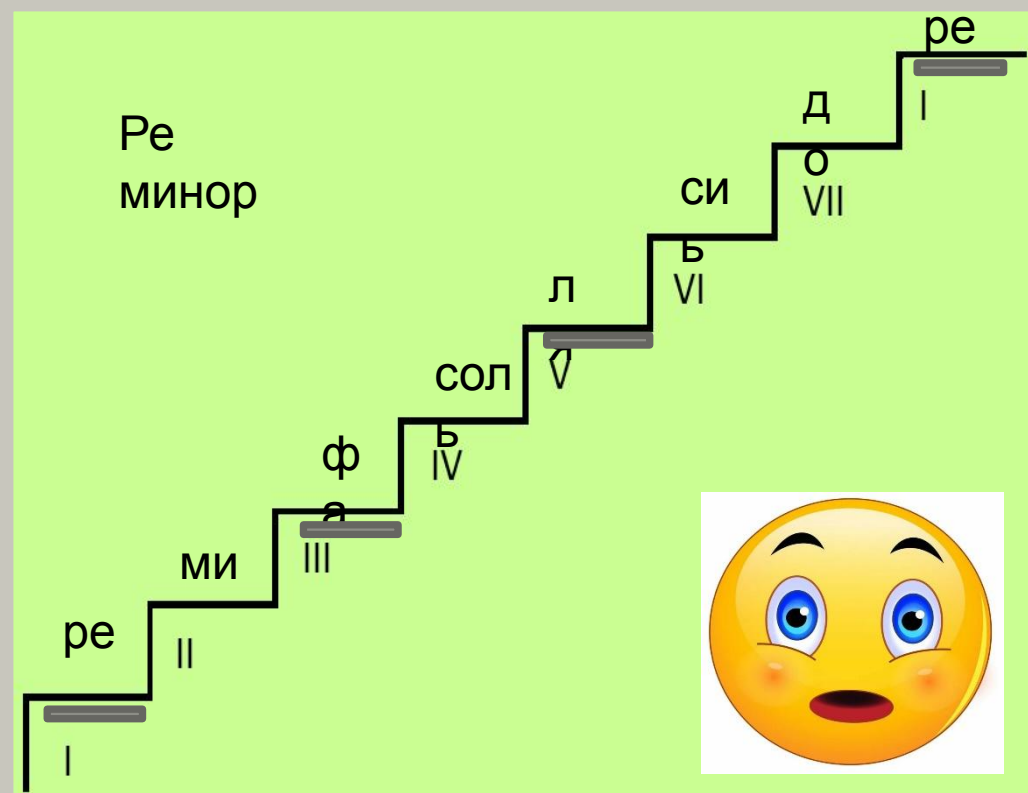 Ре
минор
ре
I
ми
II
ф
а
III
сол
ь
IV
л
я
V
си
ь
VI
д
о
VII
ре
I